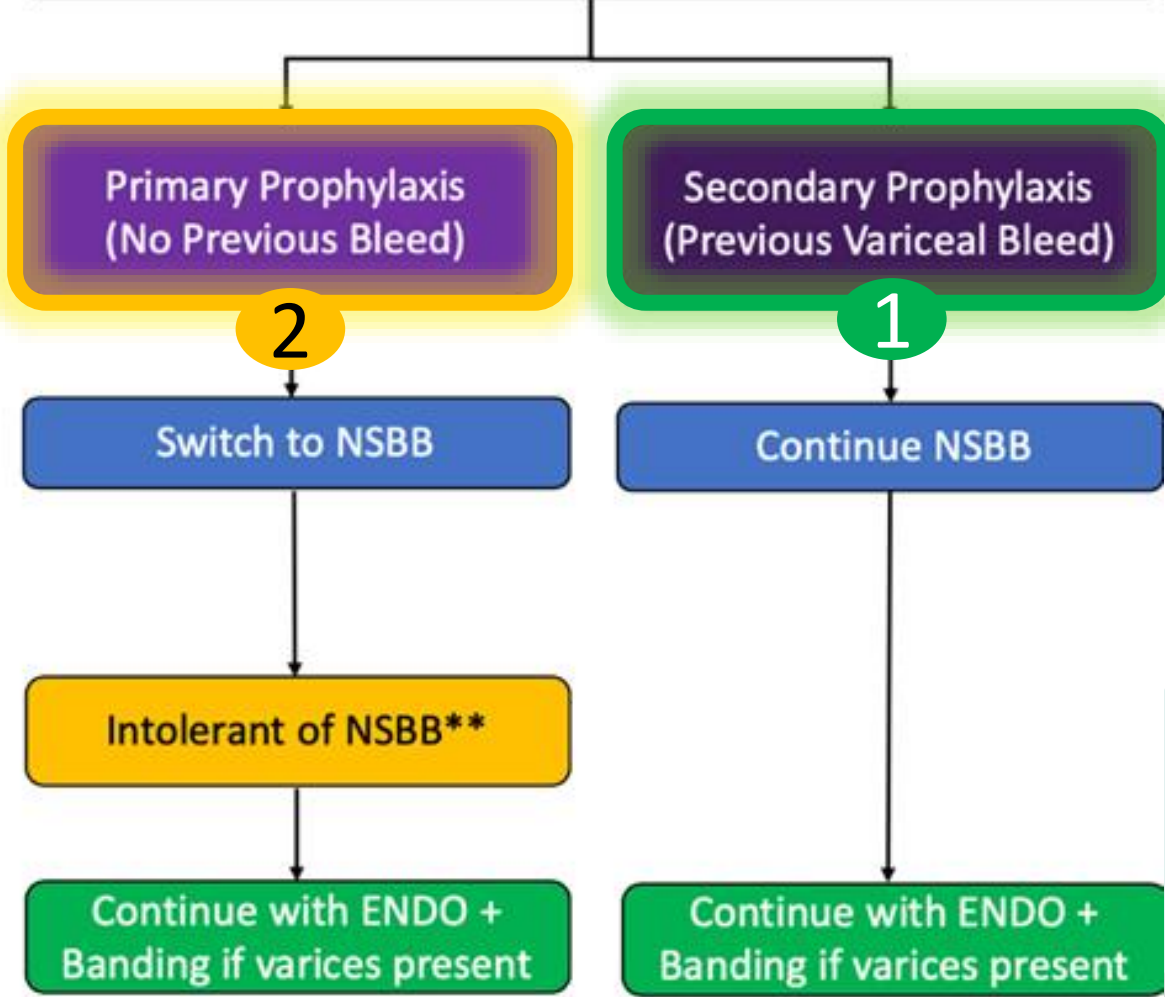 Primary Prophylaxis
(No Previous Bleed)
2
Switch to NSBB
Intolerant of NSBB**
Continue with ENDO +
Banding if varices present
Secondary Prophylaxis
(Previous Variceal Bleed)
1
Continue NSBB
Continue with ENDO +
Banding if varices present